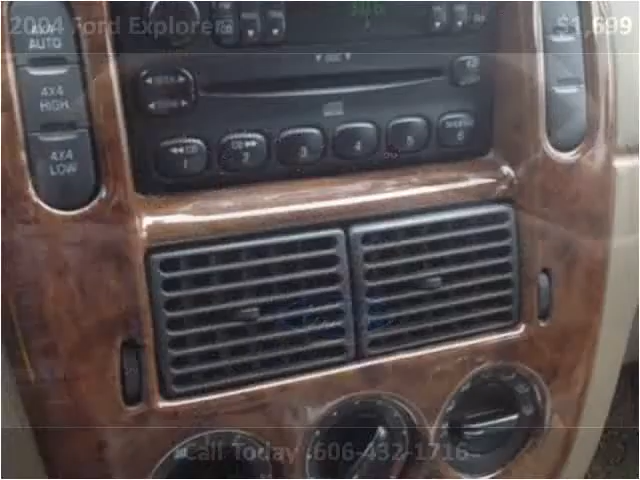 2004 Ford Explorer
$1,699
4X4
AUTO
4X4
HIGH
4X4
LOW
1
2
3
4
5
6
Call Today 606-432-1716